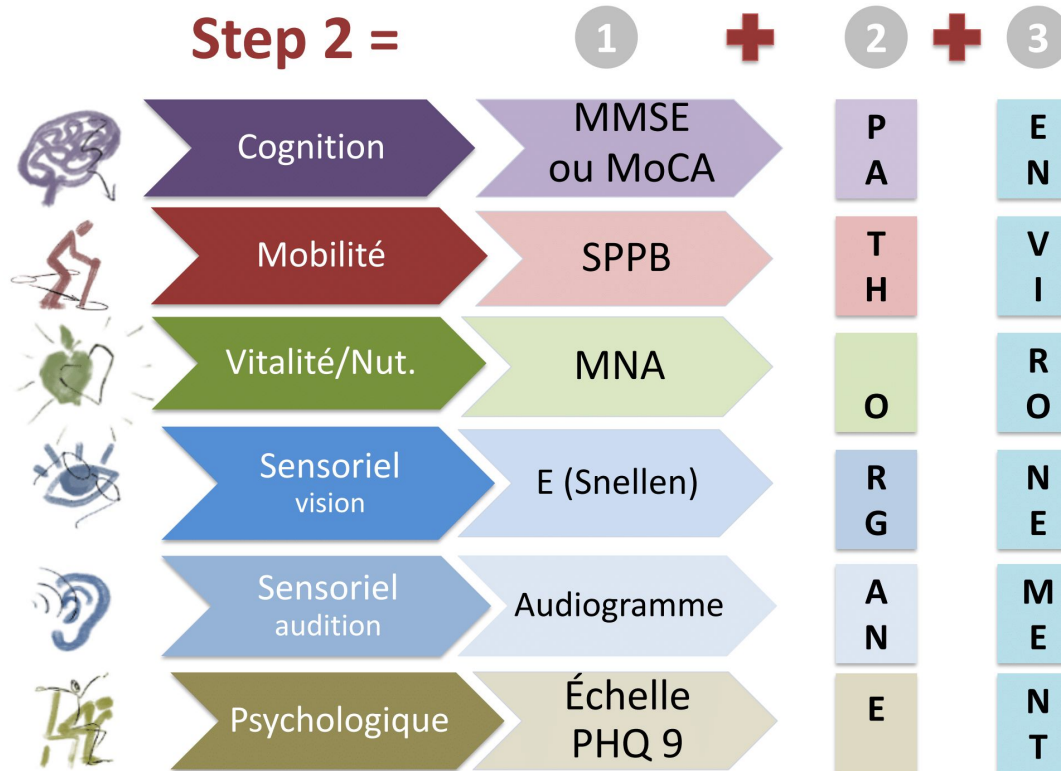 Step 2 = 1 + 2 + 3
Cognition
MMSE
ou MoCA
P
A
E
N
Mobilité
SPPB
T
H
V
I
Vitalité/Nut.
MNA
O
R
O
Sensoriel
vision
E (Snellen)
R
G
N
E
Sensoriel
audition
Audiogramme
A
N
M
E
Psychologique
Échelle
PHQ 9
E
N
T